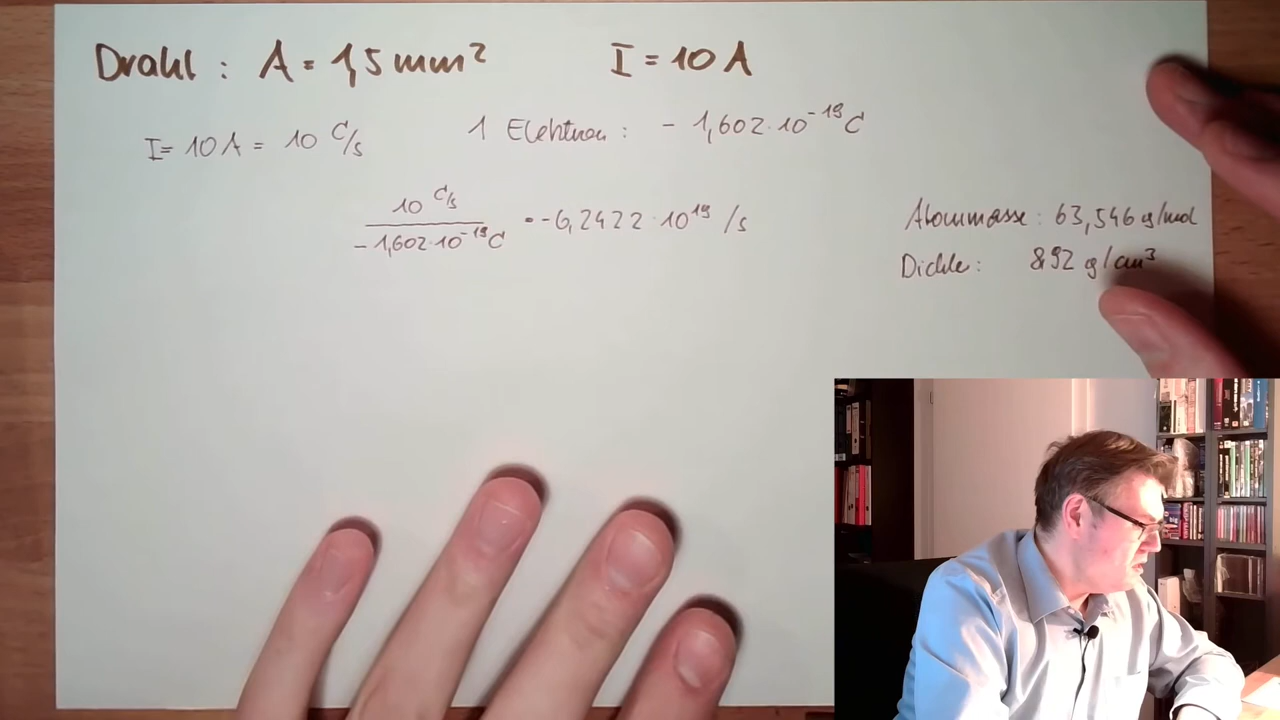 Draht : A = 1,5 mm² I = 10 A
I = 10 A = 10 C/s 1 Elektron : - 1,602 · 10⁻¹⁹ C
10 C/s / - 1,602 · 10⁻¹⁹ C = - 6,2422 · 10¹⁹ /s
Atommasse : 63,546 g/mol
Dichte : 8,92 g/cm³